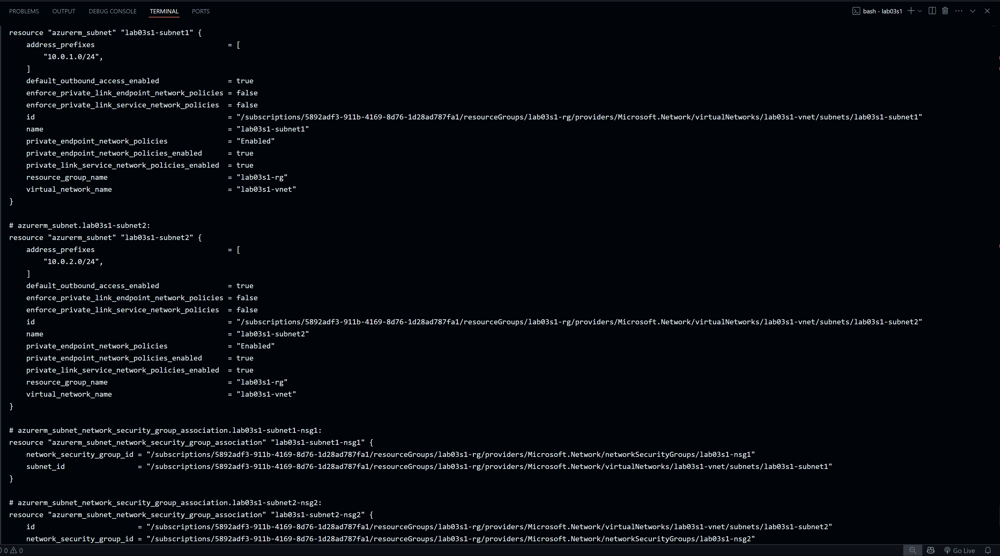 PROBLEMS OUTPUT DEBUG CONSOLE TERMINAL PORTS bash - lab03s1
resource "azurerm_subnet" "lab03s1-subnet1" {
    address_prefixes                               = [
        "10.0.1.0/24",
    ]
    default_outbound_access_enabled                = true
    enforce_private_link_endpoint_network_policies = false
    enforce_private_link_service_network_policies  = false
    id                                             = "/subscriptions/5892adf3-911b-4169-8d76-1d28ad787fa1/resourceGroups/lab03s1-rg/providers/Microsoft.Network/virtualNetworks/lab03s1-vnet/subnets/lab03s1-subnet1"
    name                                           = "lab03s1-subnet1"
    private_endpoint_network_policies              = "Enabled"
    private_endpoint_network_policies_enabled      = true
    private_link_service_network_policies_enabled  = true
    resource_group_name                            = "lab03s1-rg"
    virtual_network_name                           = "lab03s1-vnet"
}
# azurerm_subnet.lab03s1-subnet2:
resource "azurerm_subnet" "lab03s1-subnet2" {
    address_prefixes                               = [
        "10.0.2.0/24",
    ]
    default_outbound_access_enabled                = true
    enforce_private_link_endpoint_network_policies = false
    enforce_private_link_service_network_policies  = false
    id                                             = "/subscriptions/5892adf3-911b-4169-8d76-1d28ad787fa1/resourceGroups/lab03s1-rg/providers/Microsoft.Network/virtualNetworks/lab03s1-vnet/subnets/lab03s1-subnet2"
    name                                           = "lab03s1-subnet2"
    private_endpoint_network_policies              = "Enabled"
    private_endpoint_network_policies_enabled      = true
    private_link_service_network_policies_enabled  = true
    resource_group_name                            = "lab03s1-rg"
    virtual_network_name                           = "lab03s1-vnet"
}
# azurerm_subnet_network_security_group_association.lab03s1-subnet1-nsg1:
resource "azurerm_subnet_network_security_group_association" "lab03s1-subnet1-nsg1" {
    network_security_group_id = "/subscriptions/5892adf3-911b-4169-8d76-1d28ad787fa1/resourceGroups/lab03s1-rg/providers/Microsoft.Network/networkSecurityGroups/lab03s1-nsg1"
    subnet_id                 = "/subscriptions/5892adf3-911b-4169-8d76-1d28ad787fa1/resourceGroups/lab03s1-rg/providers/Microsoft.Network/virtualNetworks/lab03s1-vnet/subnets/lab03s1-subnet1"
}
# azurerm_subnet_network_security_group_association.lab03s1-subnet2-nsg2:
resource "azurerm_subnet_network_security_group_association" "lab03s1-subnet2-nsg2" {
    id                        = "/subscriptions/5892adf3-911b-4169-8d76-1d28ad787fa1/resourceGroups/lab03s1-rg/providers/Microsoft.Network/virtualNetworks/lab03s1-vnet/subnets/lab03s1-subnet2"
    network_security_group_id = "/subscriptions/5892adf3-911b-4169-8d76-1d28ad787fa1/resourceGroups/lab03s1-rg/providers/Microsoft.Network/networkSecurityGroups/lab03s1-nsg2"
0 0 Go Live